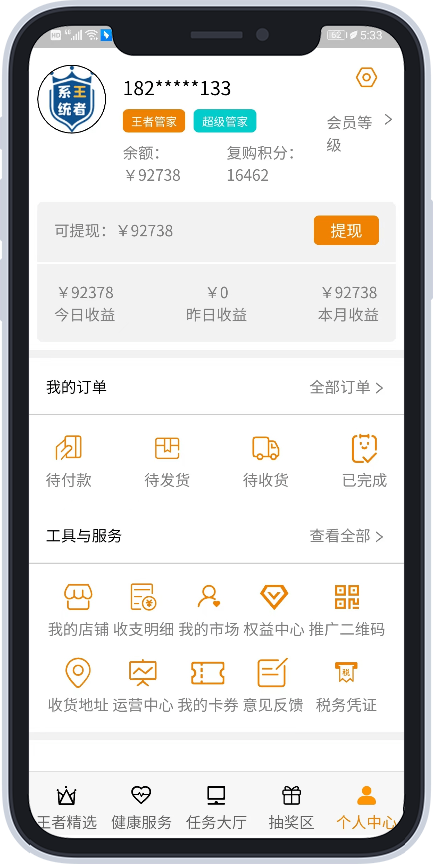 HD 4G 5:33
系王
统者
182*****133
王者管家 超级管家
会员等
级
余额： 复购积分：
￥92738 16462
可提现：￥92738 提现
￥92378 ￥0 ￥92738
今日收益 昨日收益 本月收益
我的订单 全部订单
待付款 待发货 待收货 已完成
工具与服务 查看全部
我的店铺 收支明细 我的市场 权益中心 推广二维码
税
收货地址 运营中心 我的卡券 意见反馈 税务凭证
王者精选 健康服务 任务大厅 抽奖区 个人中心